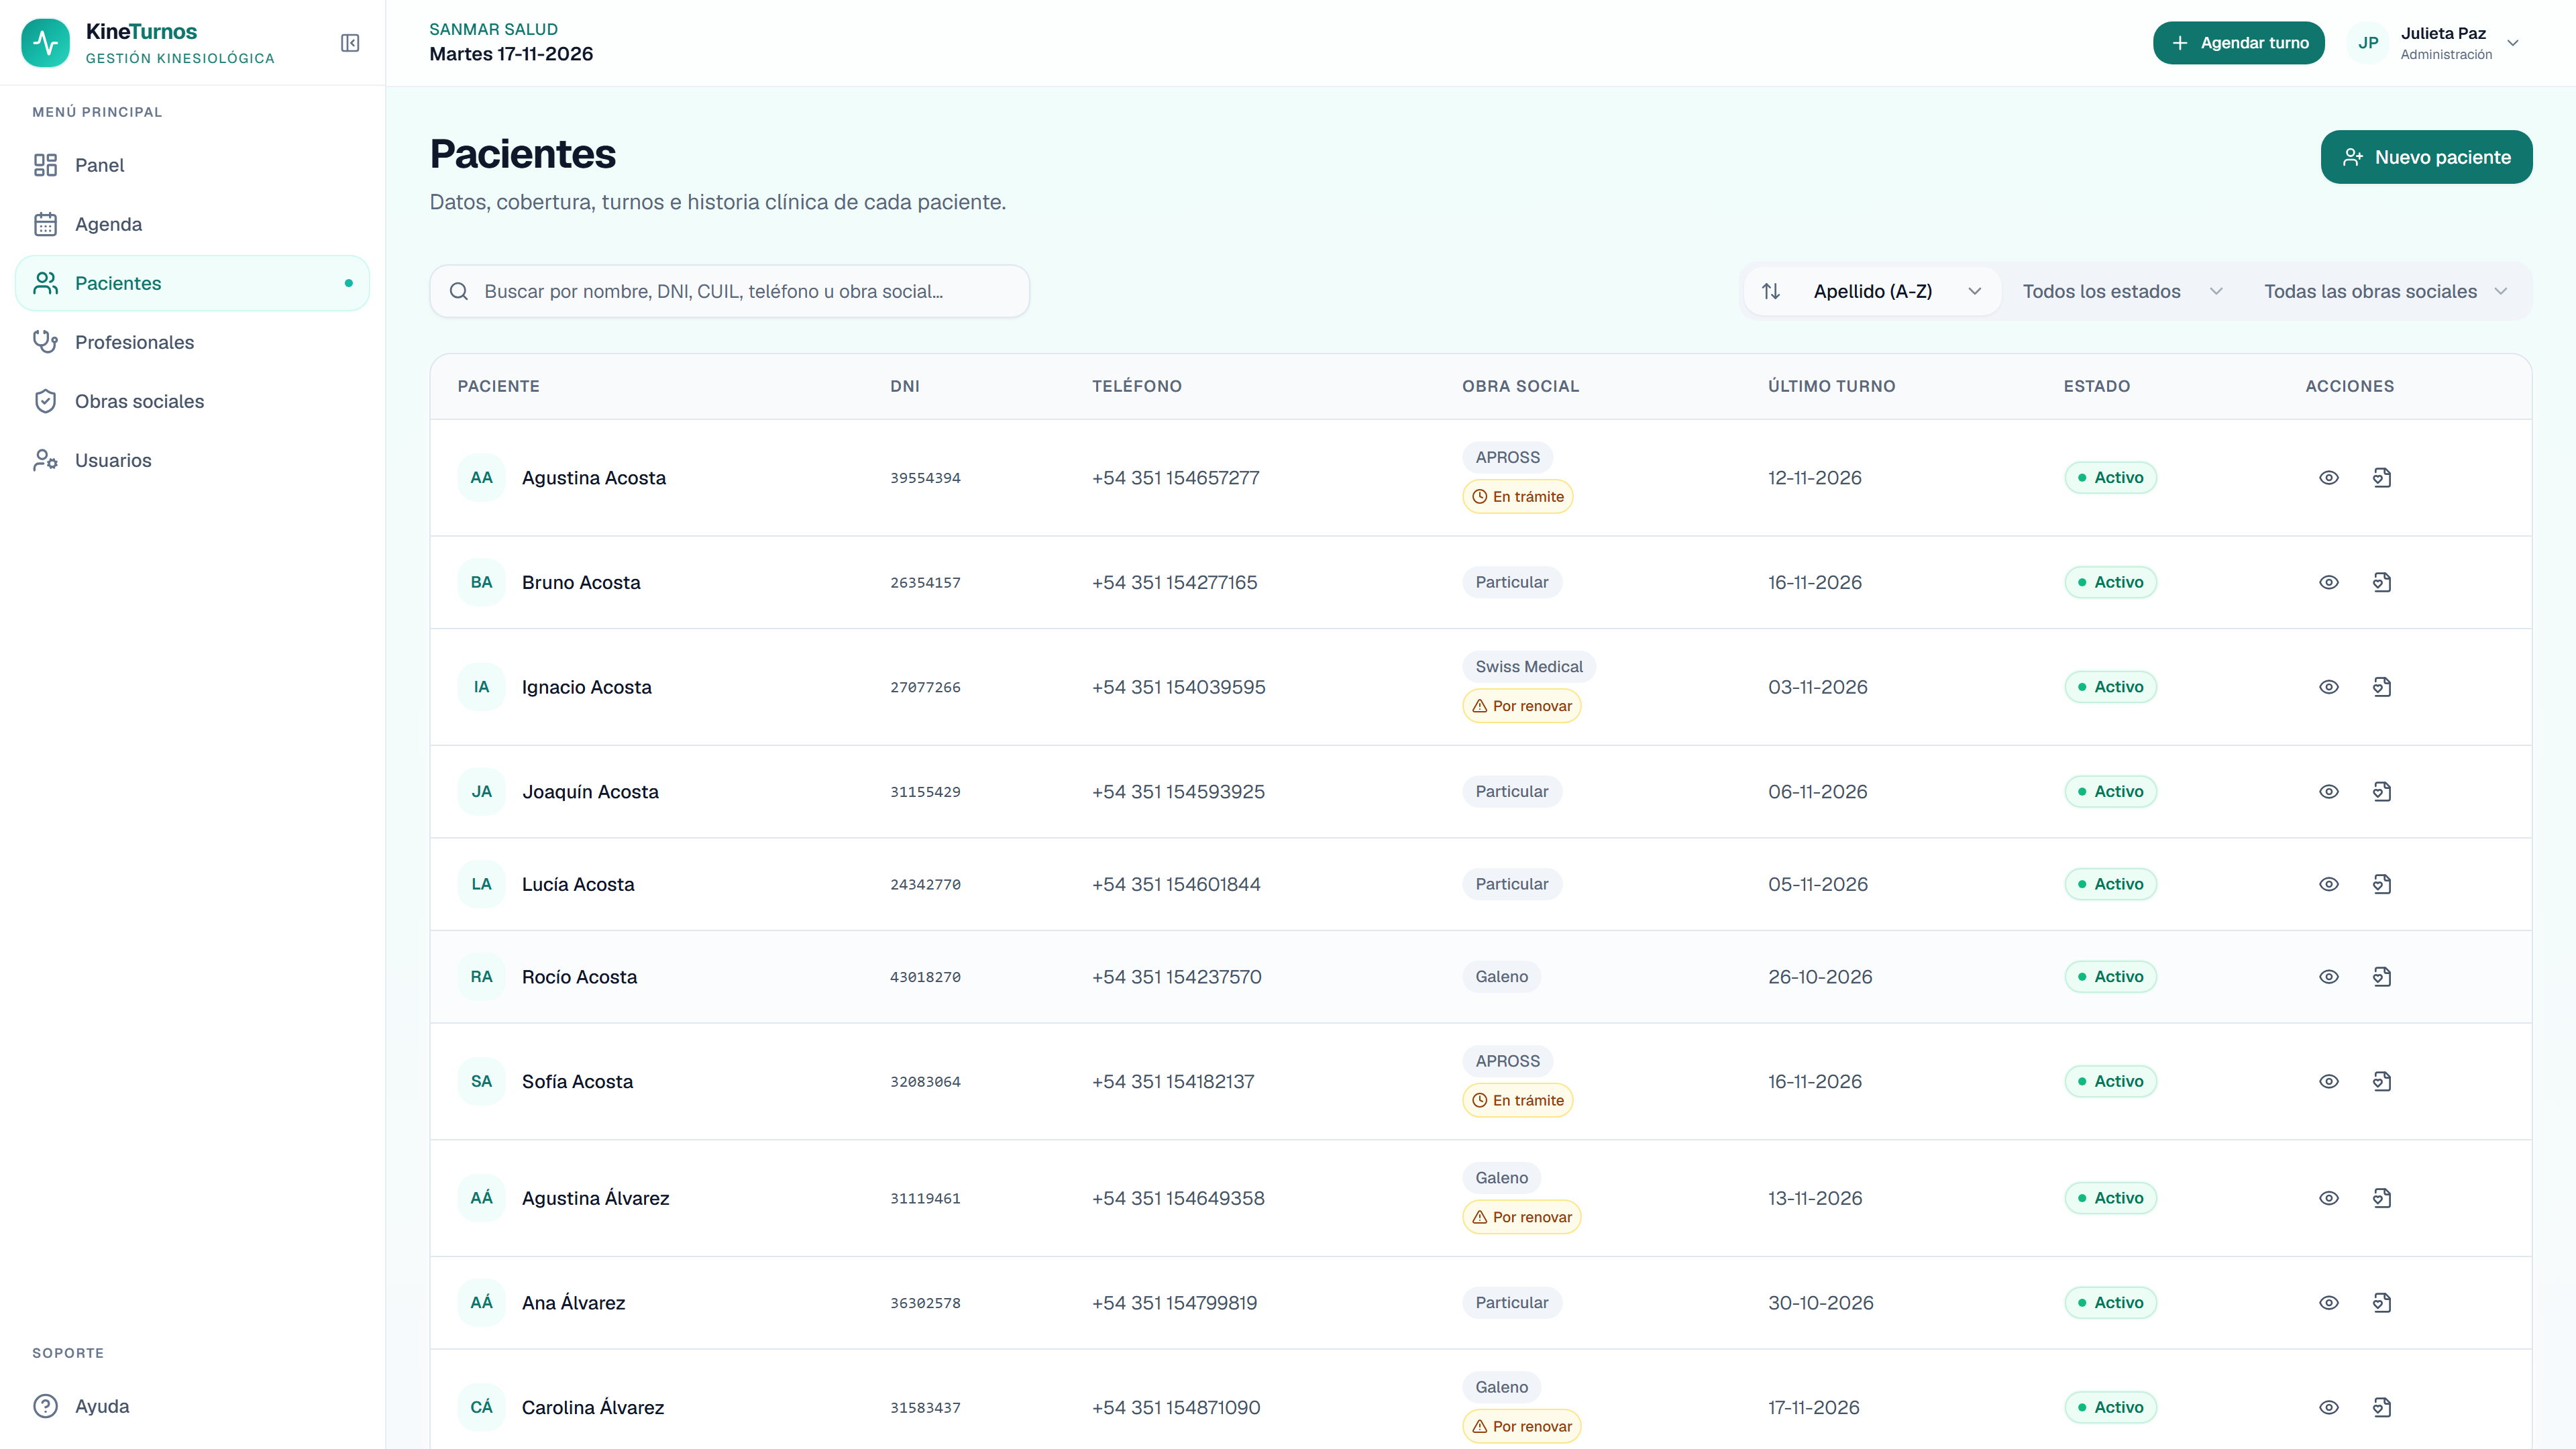 KineTurnos
GESTIÓN KINESIOLÓGICA
MENÚ PRINCIPAL
Panel
Agenda
Pacientes
Profesionales
Obras sociales
Usuarios
SOPORTE
Ayuda
SANMAR SALUD
Martes 17-11-2026
Agendar turno
JP
Julieta Paz
Administración
Pacientes
Datos, cobertura, turnos e historia clínica de cada paciente.
Nuevo paciente
Buscar por nombre, DNI, CUIL, teléfono u obra social...
Apellido (A-Z)
Todos los estados
Todas las obras sociales
PACIENTE DNI TELÉFONO OBRA SOCIAL ÚLTIMO TURNO ESTADO ACCIONES
AA Agustina Acosta 39554394 +54 351 154657277 APROSS 12-11-2026 Activo
En trámite
BA Bruno Acosta 26354157 +54 351 154277165 Particular 16-11-2026 Activo
IA Ignacio Acosta 27077266 +54 351 154039595 Swiss Medical 03-11-2026 Activo
Por renovar
JA Joaquín Acosta 31155429 +54 351 154593925 Particular 06-11-2026 Activo
LA Lucía Acosta 24342770 +54 351 154601844 Particular 05-11-2026 Activo
RA Rocío Acosta 43018270 +54 351 154237570 Galeno 26-10-2026 Activo
SA Sofía Acosta 32083064 +54 351 154182137 APROSS 16-11-2026 Activo
En trámite
AÁ Agustina Álvarez 31119461 +54 351 154649358 Galeno 13-11-2026 Activo
Por renovar
AÁ Ana Álvarez 36302578 +54 351 154799819 Particular 30-10-2026 Activo
CÁ Carolina Álvarez 31583437 +54 351 154871090 Galeno 17-11-2026 Activo
Por renovar